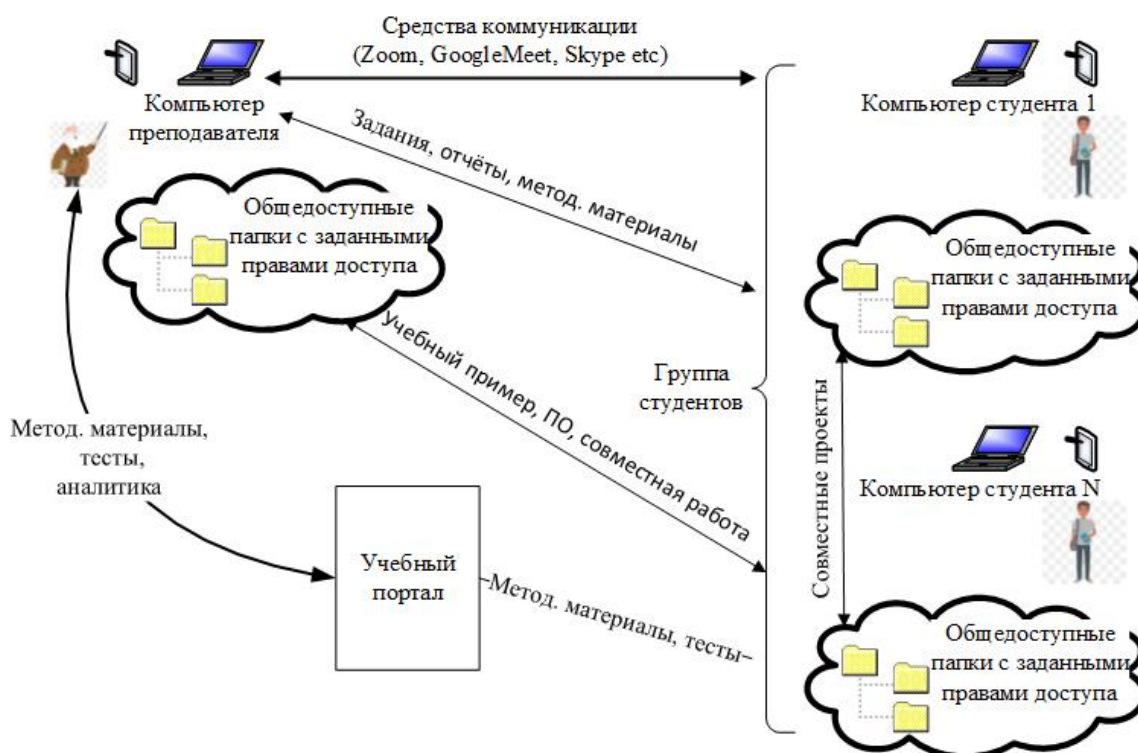 Средства коммуникации
(Zoom, GoogleMeet, Skype etc)
Компьютер
преподавателя
Компьютер студента 1
Задания, отчёты, метод. материалы
Общедоступные
папки с заданными
правами доступа
Общедоступные
папки с заданными
правами доступа
Учебный пример, ПО, совместная работа
Группа
студентов
Совместные проекты
Метод. материалы,
тесты,
аналитика
Компьютер студента N
Учебный
портал
Метод. материалы, тесты
Общедоступные
папки с заданными
правами доступа